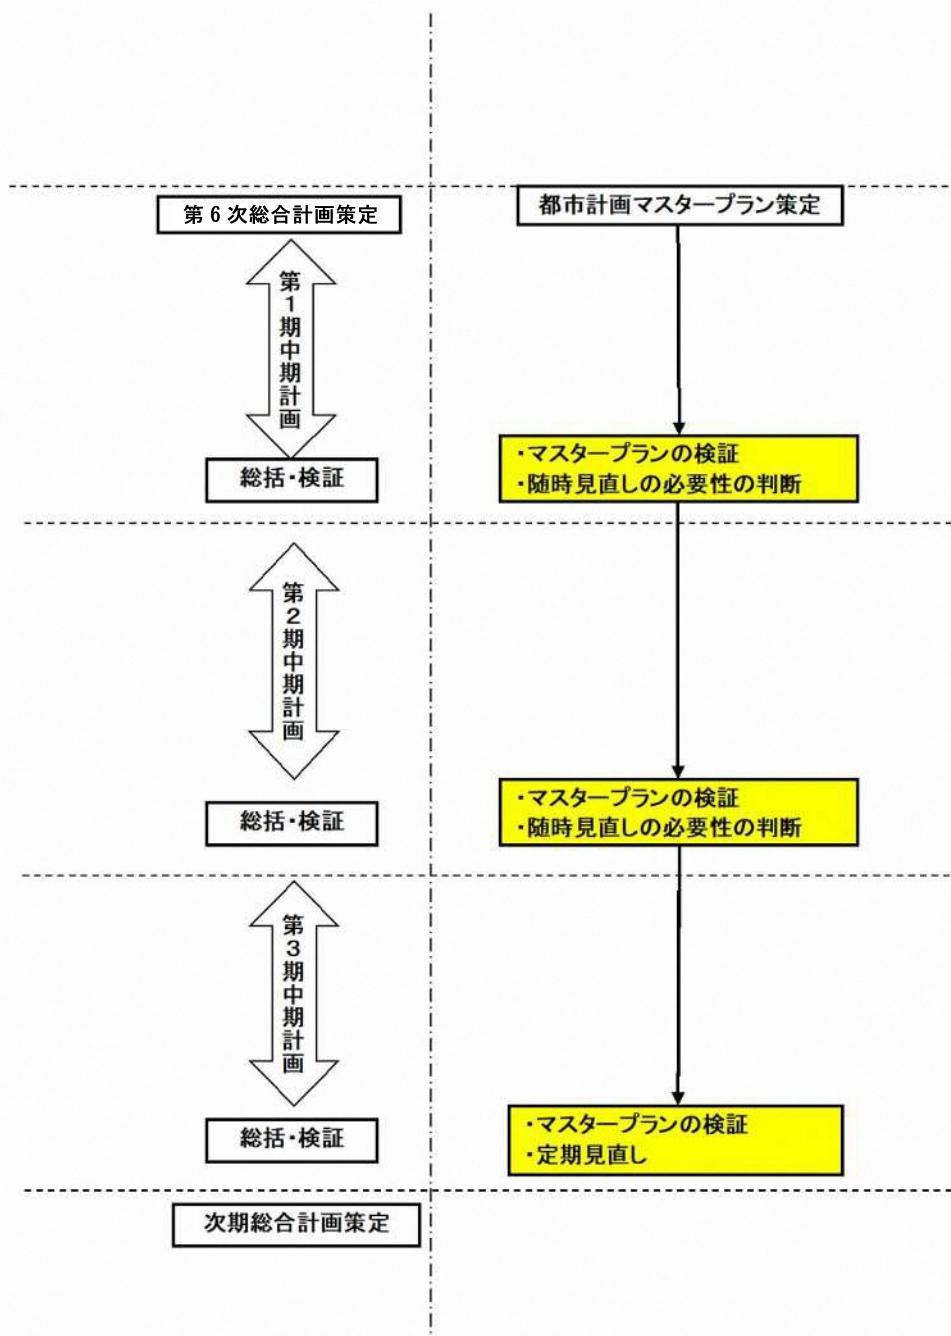 第6次総合計画策定
都市計画マスタープラン策定
第1期中期計画
総括・検証
・マスタープランの検証
・随時見直しの必要性の判断
第2期中期計画
総括・検証
・マスタープランの検証
・随時見直しの必要性の判断
第3期中期計画
総括・検証
・マスタープランの検証
・定期見直し
次期総合計画策定